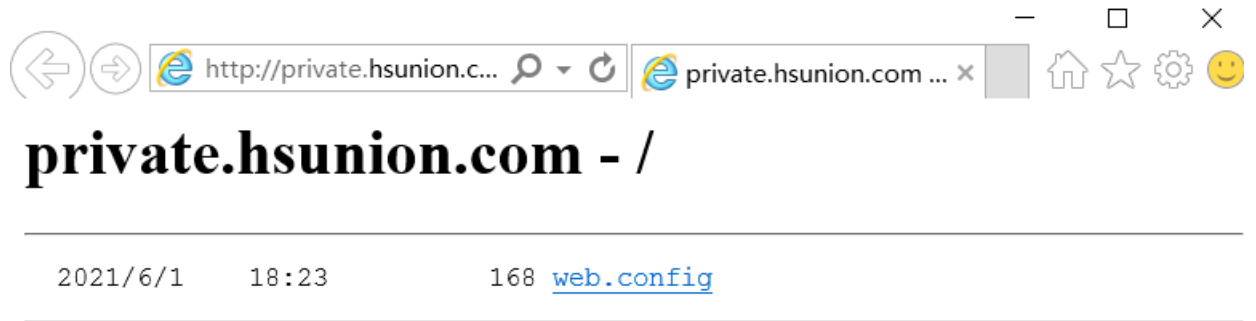 http://private.hsunion.c...
private.hsunion.com ...
private.hsunion.com - /
2021/6/1 18:23 168 web.config